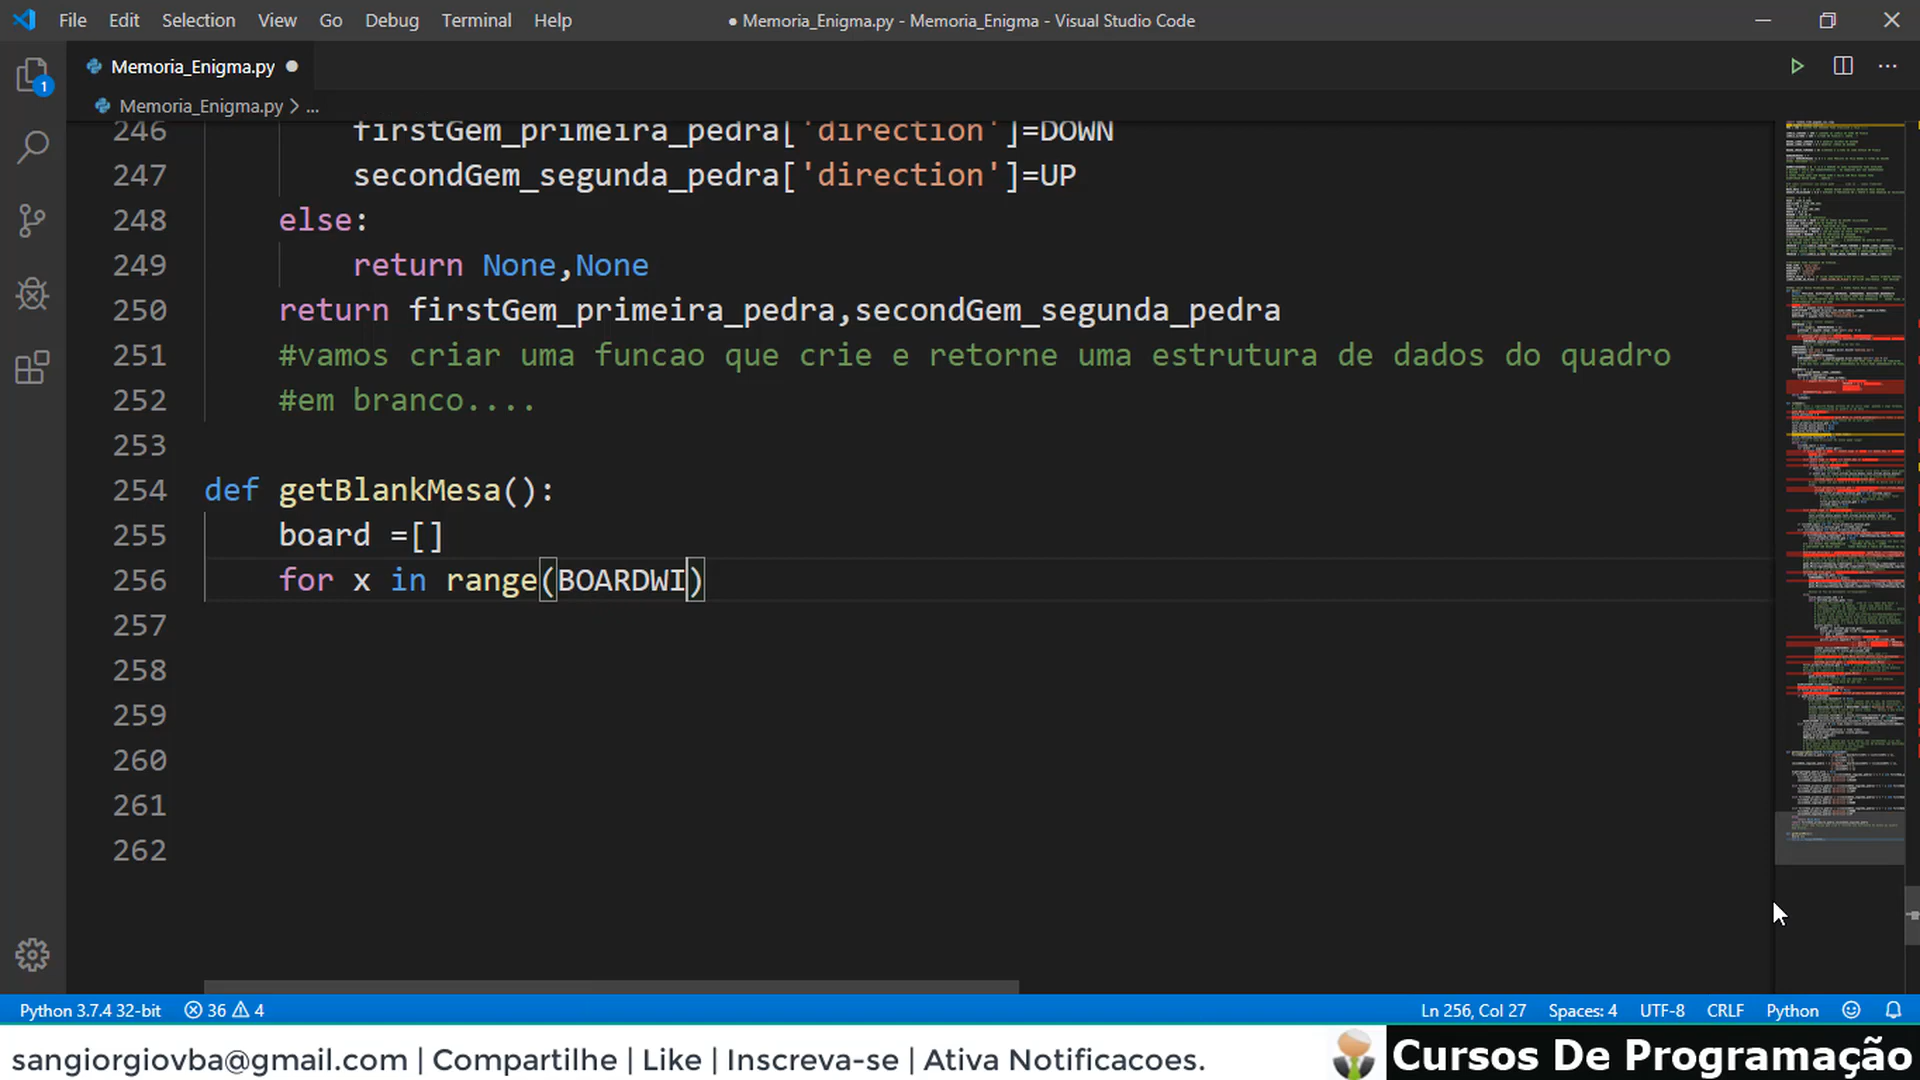 File Edit Selection View Go Debug Terminal Help ● Memoria_Enigma.py - Memoria_Enigma - Visual Studio Code
Memoria_Enigma.py ●
1
Memoria_Enigma.py > ...
246 firstGem_primeira_pedra['direction']=DOWN
247 secondGem_segunda_pedra['direction']=UP
248 else:
249 return None,None
250 return firstGem_primeira_pedra,secondGem_segunda_pedra
251 #vamos criar uma funcao que crie e retorne uma estrutura de dados do quadro
252 #em branco....
253
254 def getBlankMesa():
255 board =[]
256 for x in range(BOARDWI)
257
258
259
260
261
262
Python 3.7.4 32-bit 36 4 Ln 256, Col 27 Spaces: 4 UTF-8 CRLF Python
sangiorgiovba@gmail.com | Compartilhe | Like | Inscreva-se | Ativa Notificacoes. Cursos De Programação